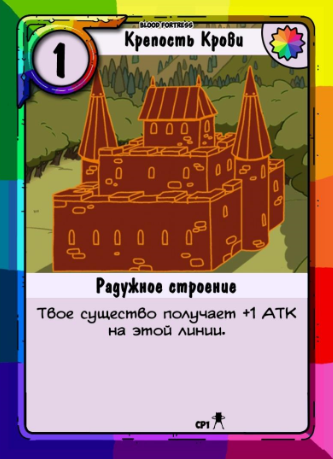 BLOOD FORTRESS
1
Крепость Крови
Радужное строение
Твое существо получает +1 АТК
на этой линии.
CP1